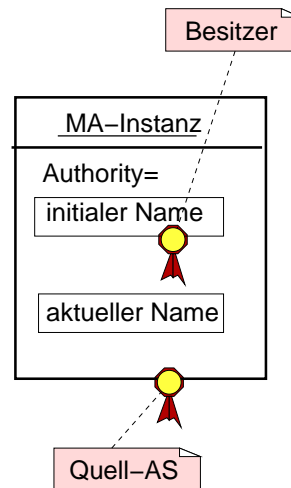 Besitzer
MA–Instanz
Authority=
initialer Name
aktueller Name
Quell–AS